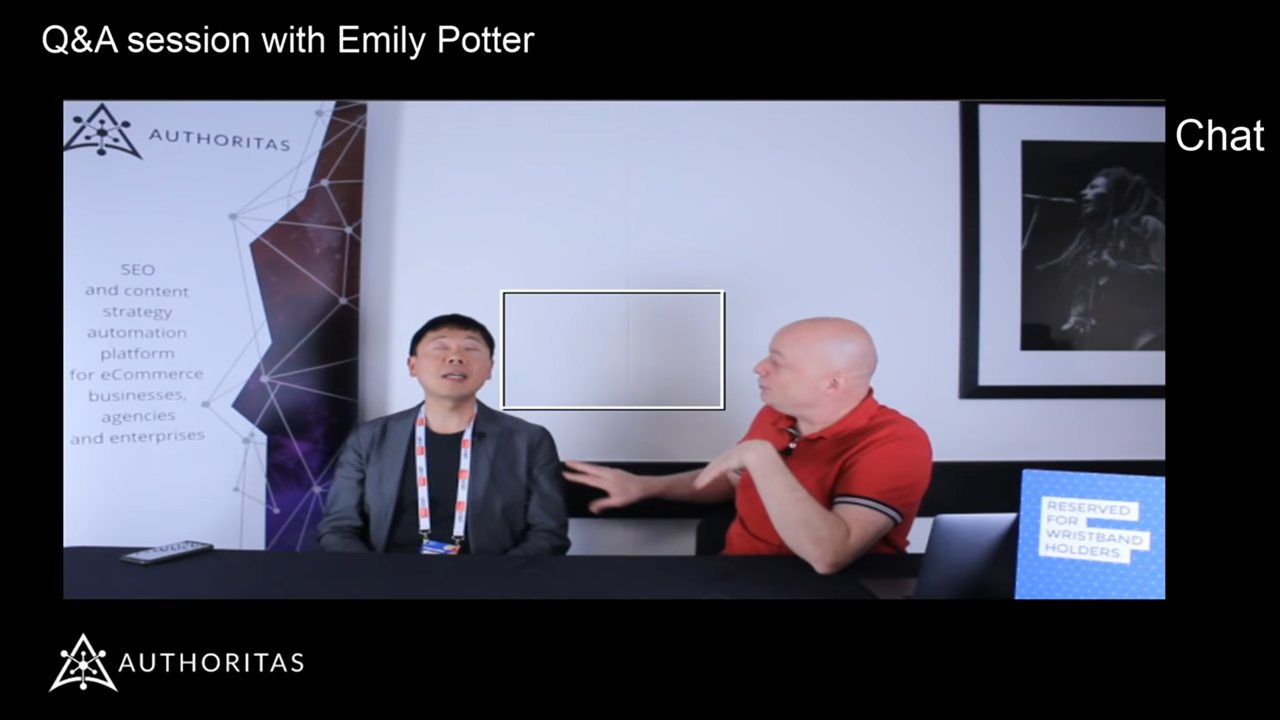 Q&A session with Emily Potter
AUTHORITAS
Chat
SEO
and content
strategy
automation
platform
for eCommerce
businesses,
agencies
and enterprises
RESERVED
FOR
WRISTBAND
HOLDERS
AUTHORITAS